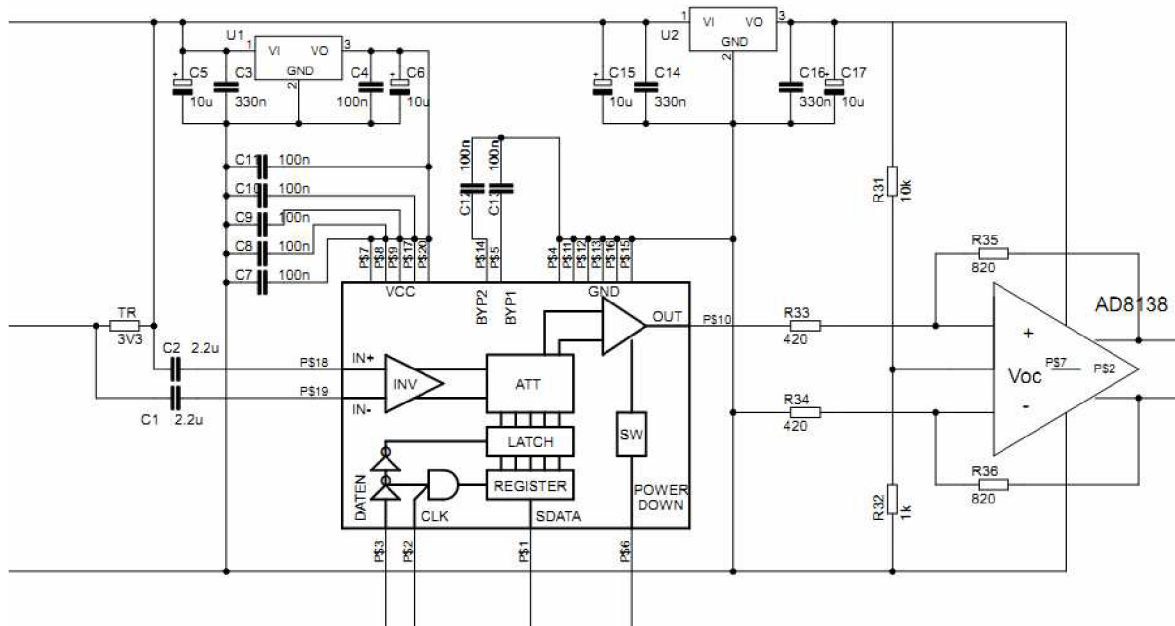 U1
1
VI
VO
3
GND
2
C5
10u
C3
330n
C4
100n
C6
10u
+
+
U2
1
VI
VO
3
GND
2
C15
10u
C14
330n
C16
330n
C17
10u
+
+
C11
100n
C10
100n
C9
100n
C8
100n
C7
100n
100n
C12
100n
C13
P$7
P$8
P$9
P$17
P$20
P$14
P$5
P$4
P$11
P$12
P$13
P$16
P$15
VCC
BYP2
BYP1
GND
OUT
P$10
TR
3V3
C2
2.2u
C1
2.2u
P$18
P$19
IN+
IN-
INV
ATT
LATCH
REGISTER
SW
POWER
DOWN
DATEN
CLK
SDATA
P$3
P$2
P$1
P$6
R33
420
R34
420
R31
10k
R32
1k
R35
820
R36
820
+
-
Voc
P$7
P$2
AD8138